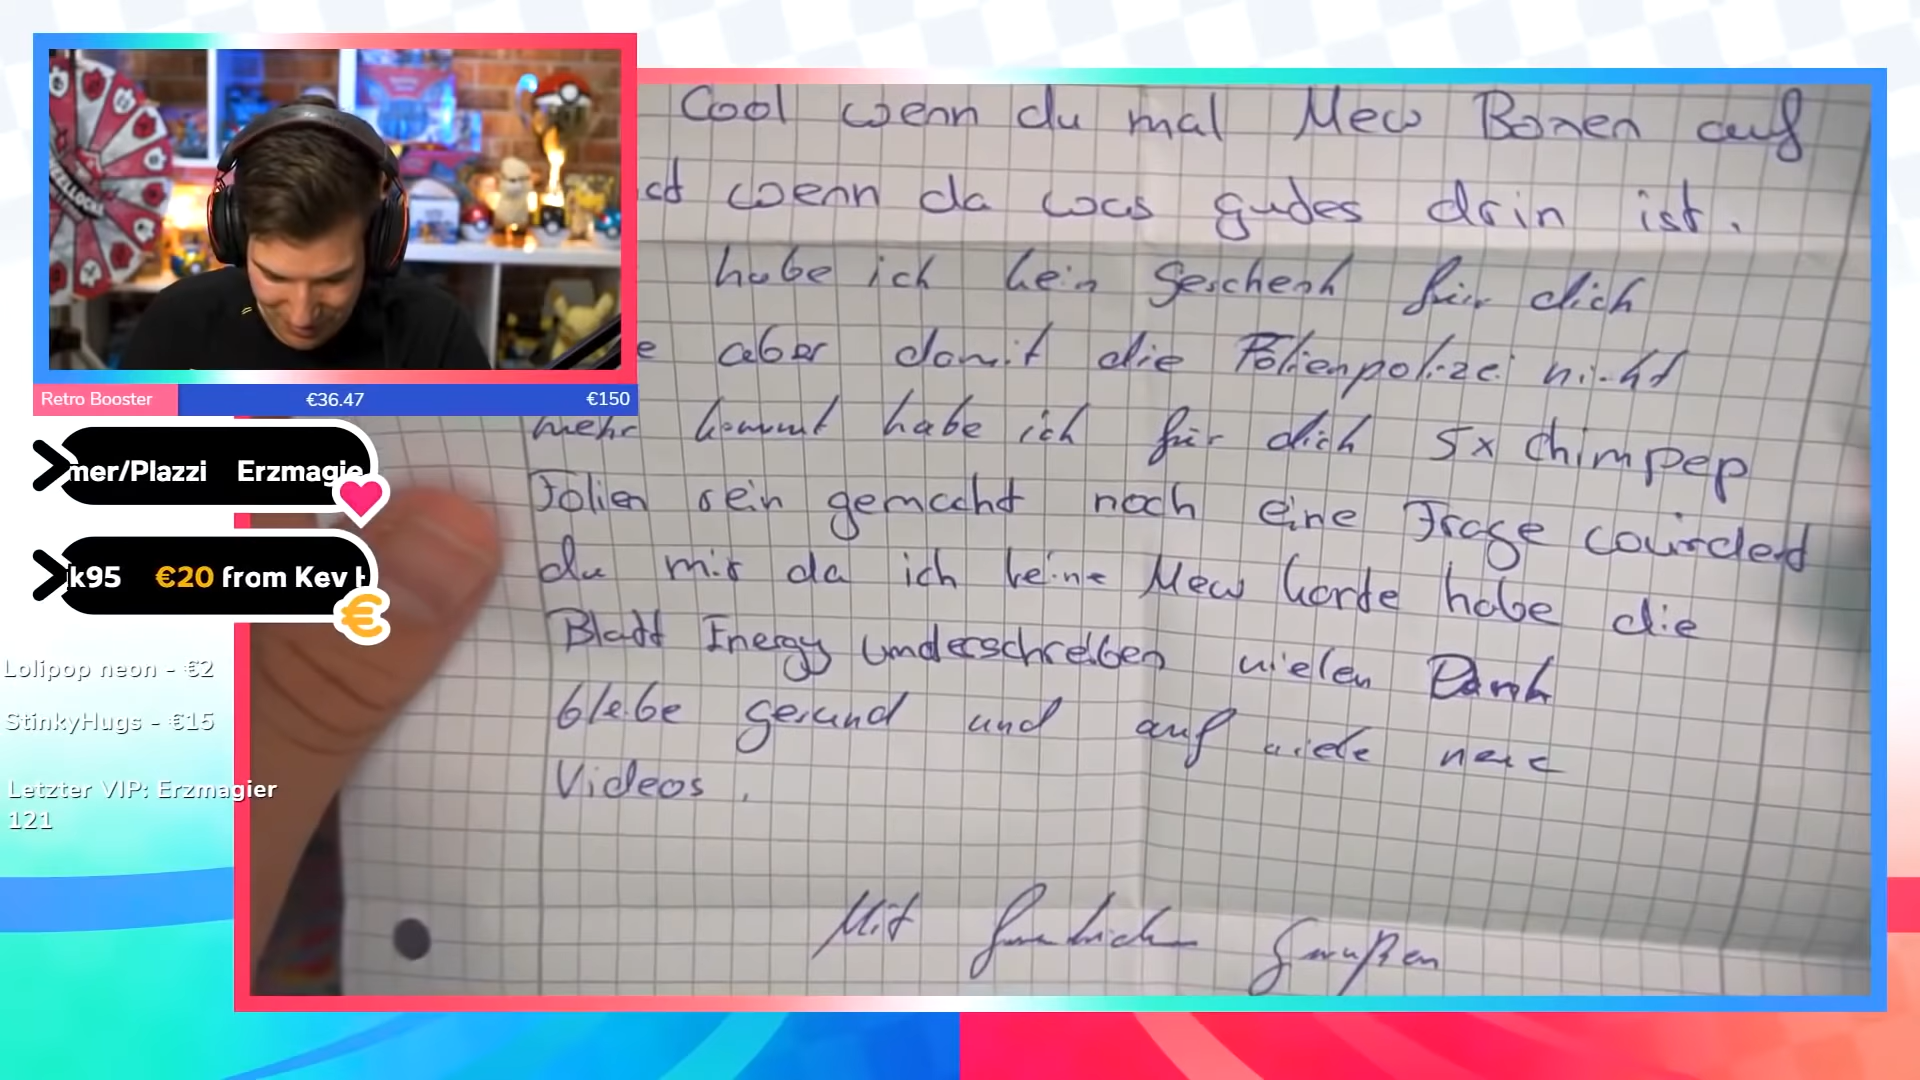 Cool wenn du mal Mew Boxen auf
wenn da was gudes drin ist.
habe ich kein Geschenk für dich
e aber damit die Folienpolizei nicht
mehr kommt habe ich für dich 5x Chimpep
Folien rein gemacht noch eine Frage würded
du mir da ich keine Mew Karte habe die
Bladt Energy underschreiben vielen Dank
bleibe gesund und auf viele neue
Videos.
Mit Grußen
Retro Booster €36.47 €150
mer/Plazzi Erzmagie
k95 €20 from Kev H
Lolipop neon - €2
StinkyHugs - €15
Letzter VIP: Erzmagier
121